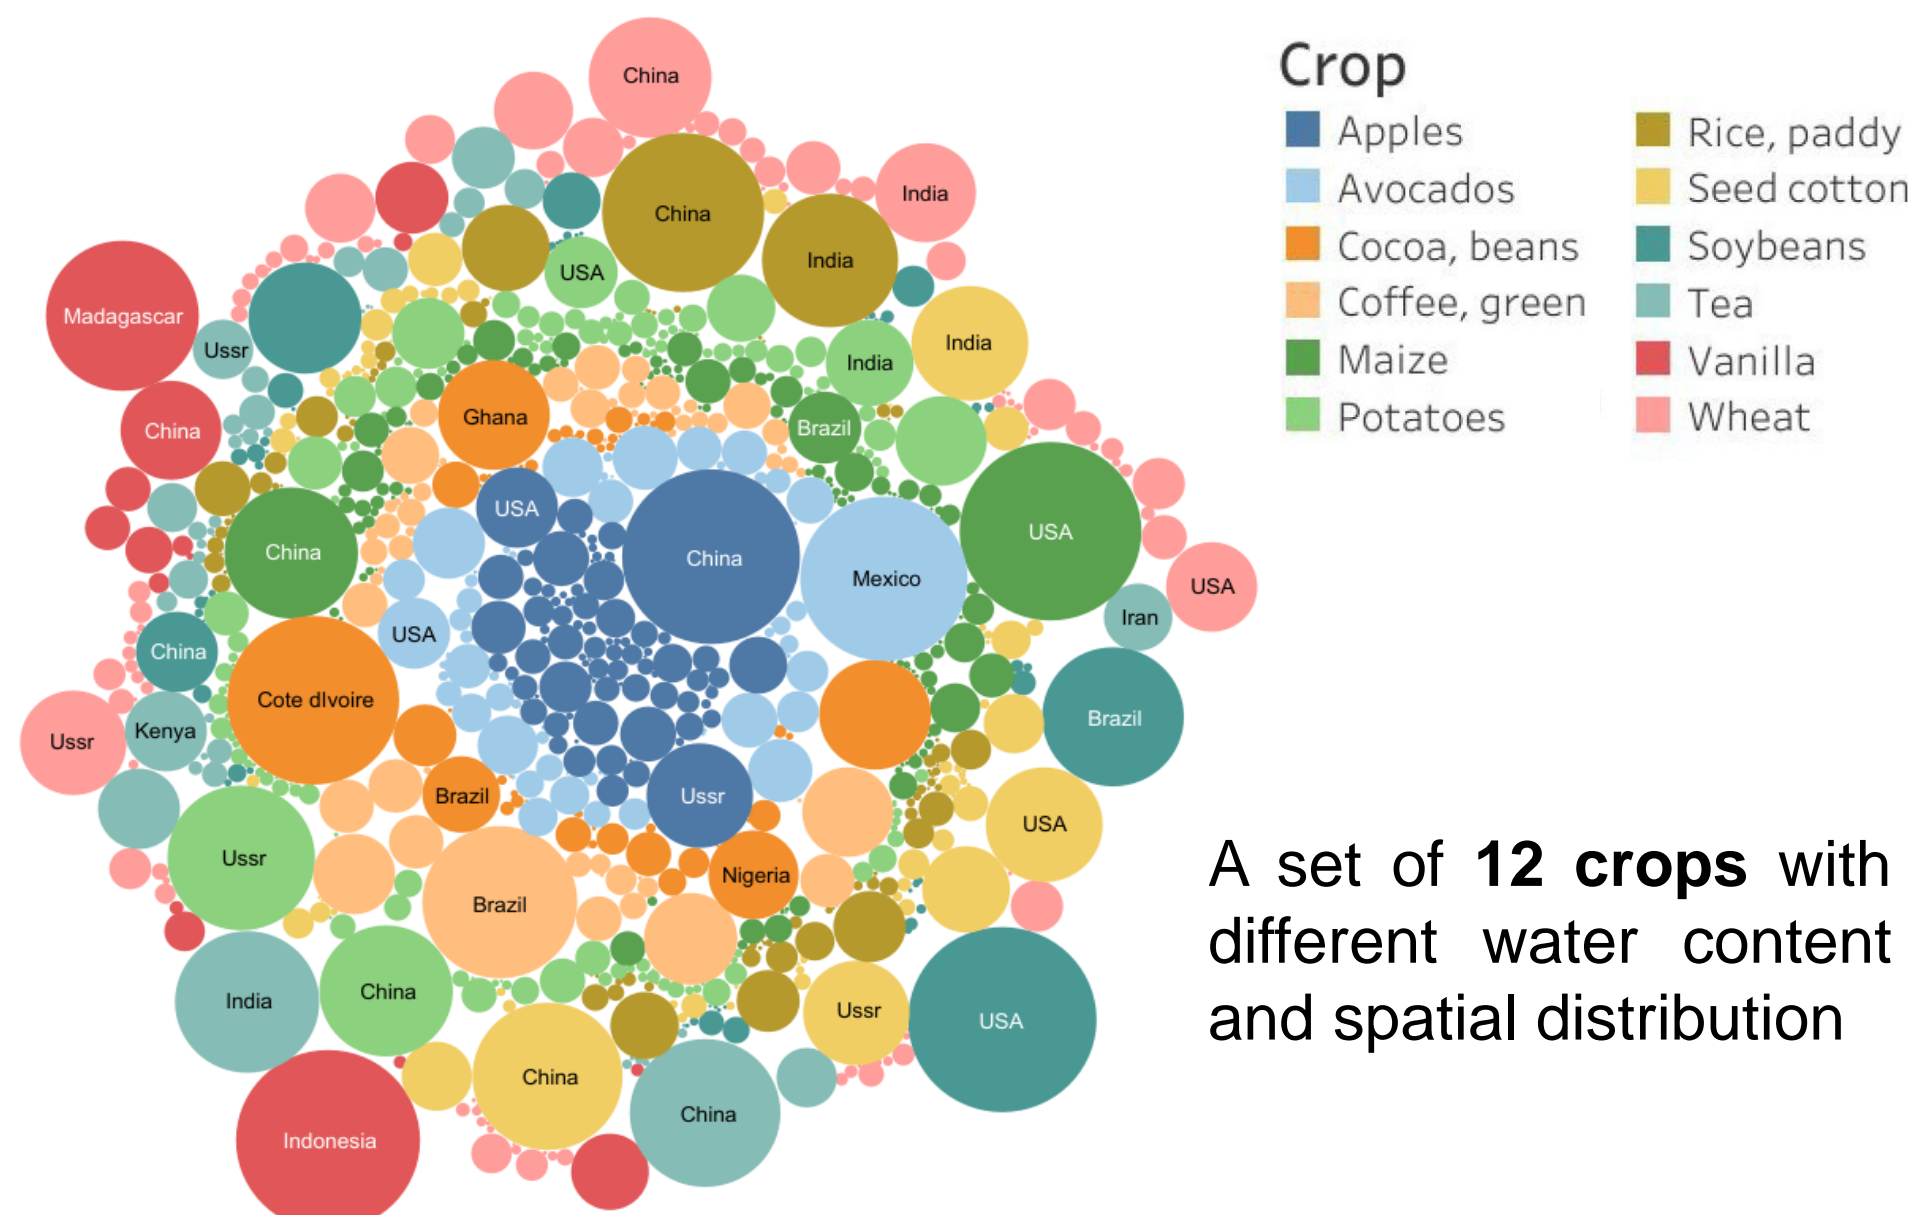 China
China
India
India
USA
Madagascar
Ussr
India
India
Ghana
China
Brazil
USA
USA
China
China
Mexico
USA
Iran
USA
China
Cote dIvoire
Brazil
Kenya
Ussr
Brazil
Ussr
USA
Ussr
Nigeria
Brazil
China
India
Ussr
USA
China
China
Indonesia
Crop
Apples
Avocados
Cocoa, beans
Coffee, green
Maize
Potatoes
Rice, paddy
Seed cotton
Soybeans
Tea
Vanilla
Wheat
A set of 12 crops with
different water content
and spatial distribution